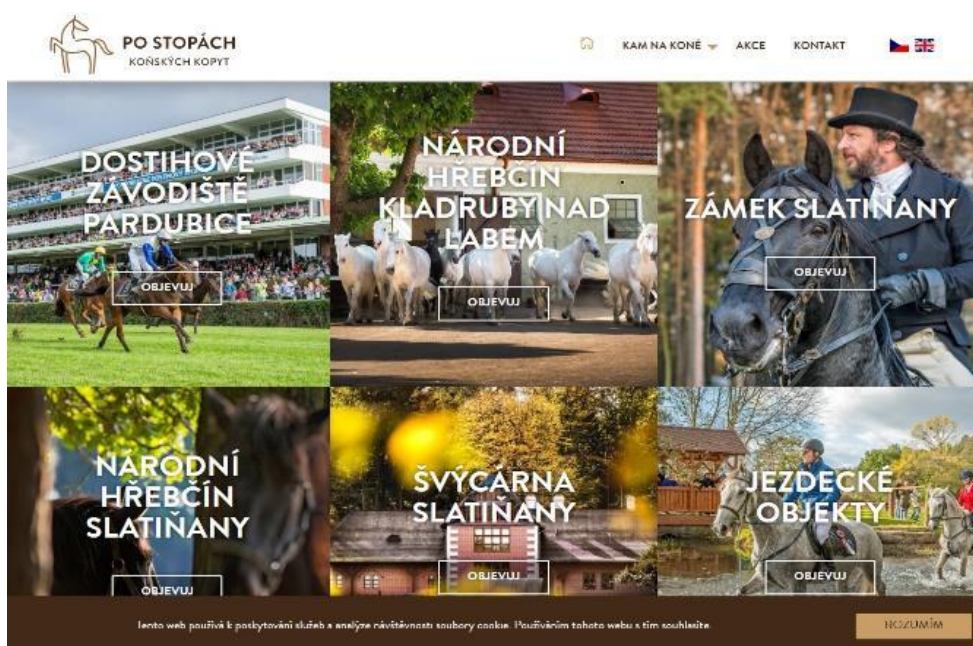 PO STOPÁCH
KOŇSKÝCH KOPYT
KAM NA KONĚ
AKCE
KONTAKT
DOSTIHOVÉ
ZÁVODIŠTĚ
PARDUBICE
OBJEVUJ
NÁRODNÍ
HŘEBČÍN
KLADRUBY NAD
LABEM
OBJEVUJ
ZÁMEK SLATIŇANY
OBJEVUJ
NÁRODNÍ
HŘEBČÍN
SLATIŇANY
OBJEVUJ
ŠVÝCÁRNA
SLATIŇANY
OBJEVUJ
JEZDECKÉ
OBJEKTY
OBJEVUJ
Tento web používá k poskytování služeb a analýze návštěvnosti soubory cookie. Používáním tohoto webu s tím souhlasíte.
ROZUMÍM